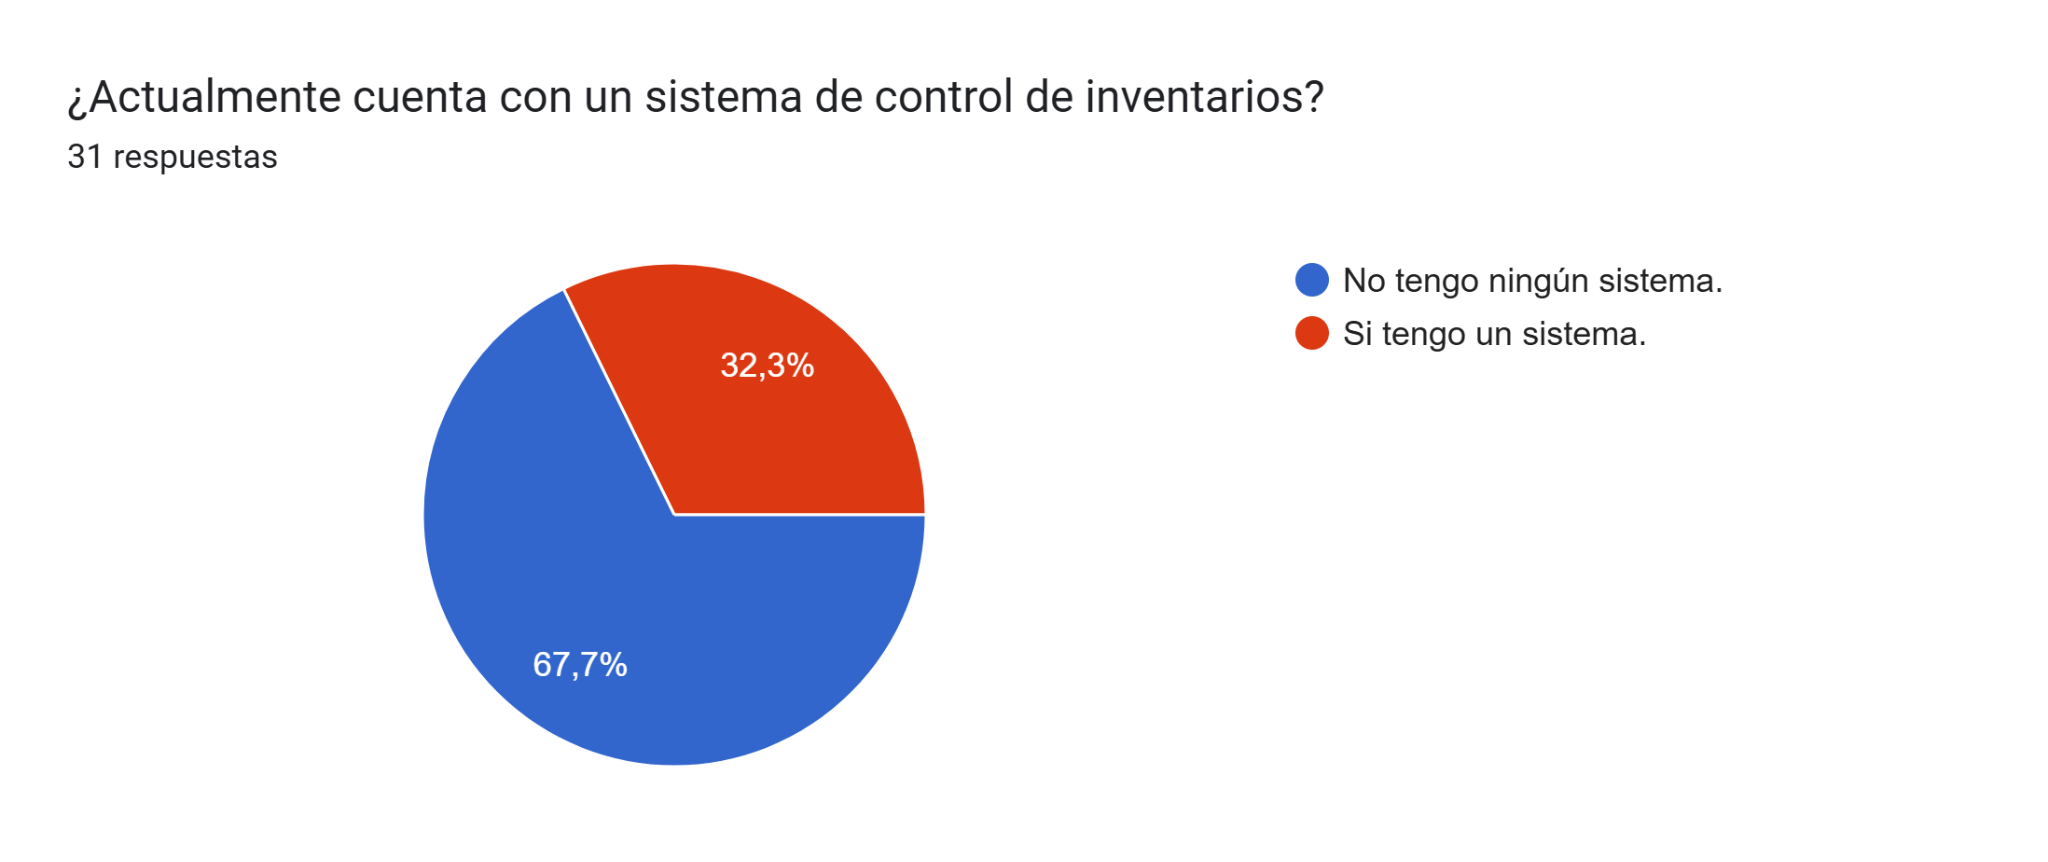 ¿Actualmente cuenta con un sistema de control de inventarios?
31 respuestas
No tengo ningún sistema.
Si tengo un sistema.
32,3%
67,7%